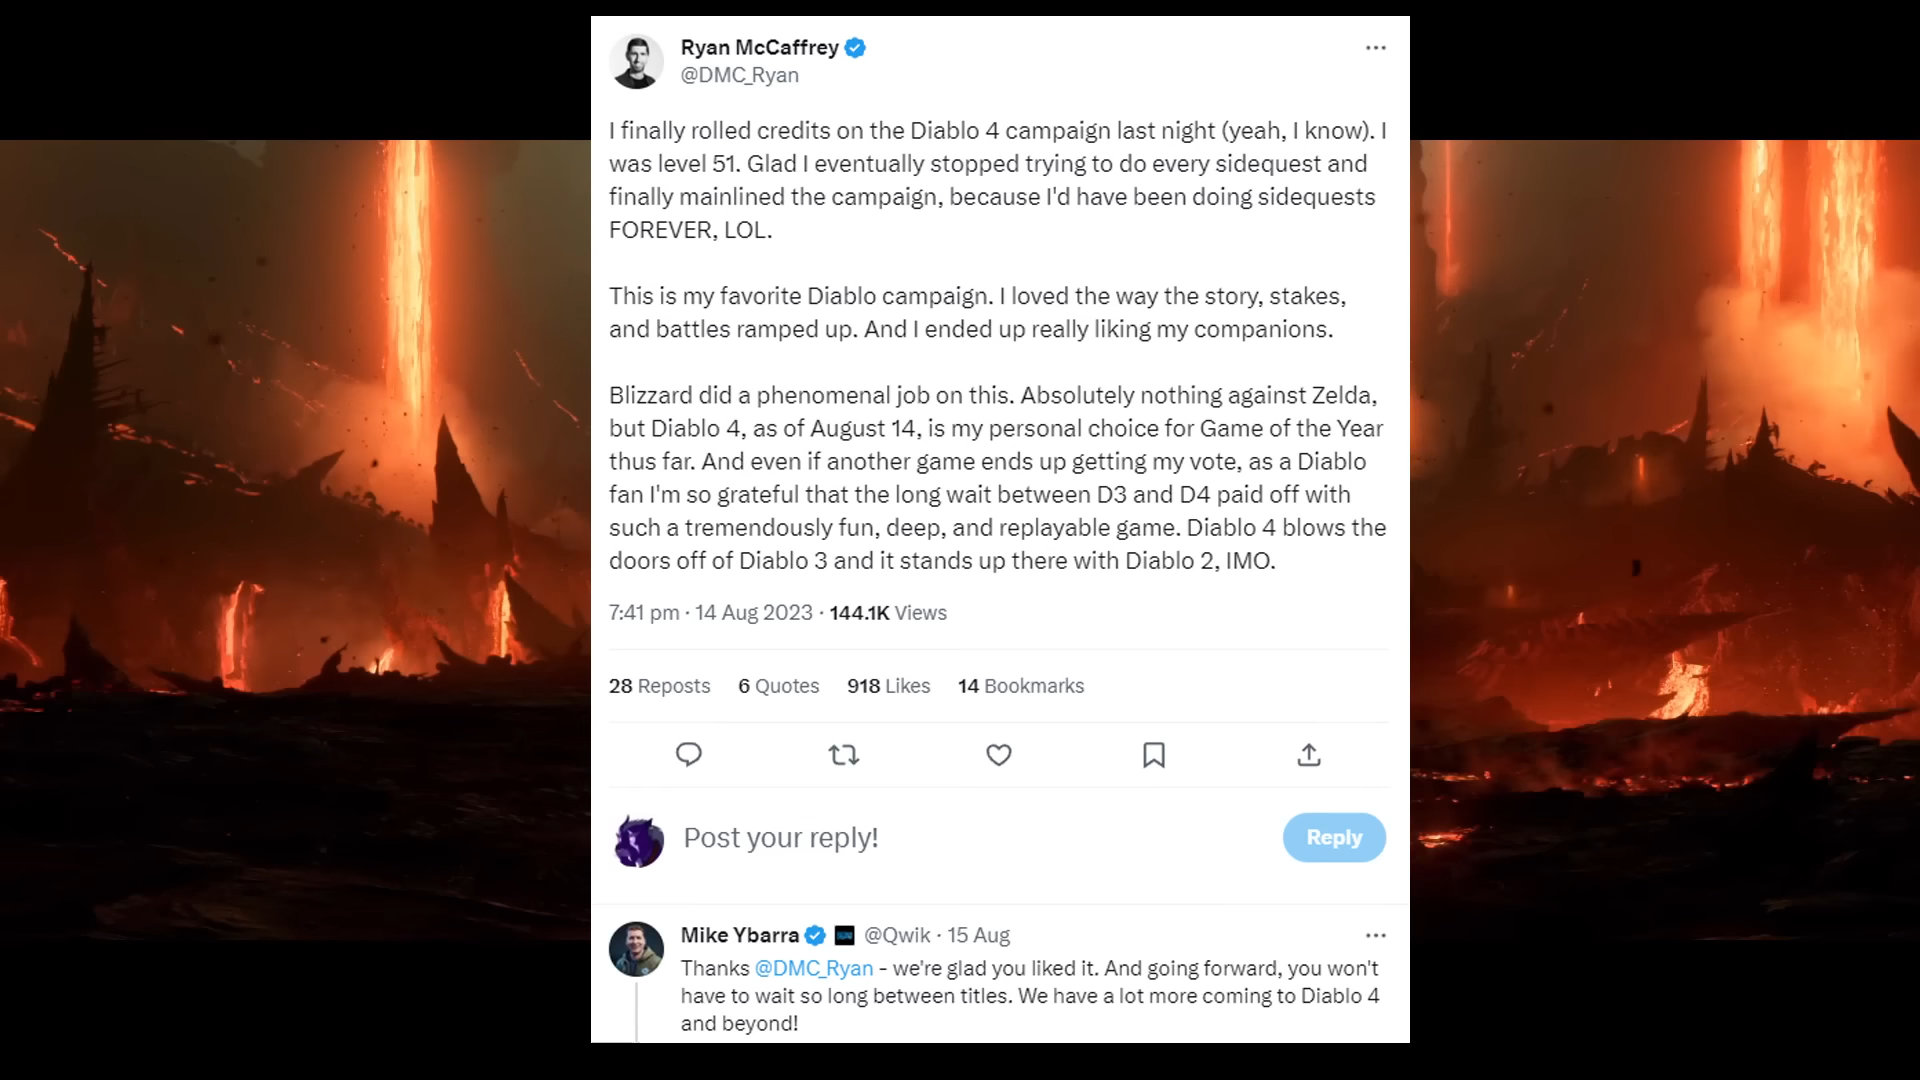 Ryan McCaffrey
@DMC_Ryan
I finally rolled credits on the Diablo 4 campaign last night (yeah, I know). I
was level 51. Glad I eventually stopped trying to do every sidequest and
finally mainlined the campaign, because I'd have been doing sidequests
FOREVER, LOL.
This is my favorite Diablo campaign. I loved the way the story, stakes,
and battles ramped up. And I ended up really liking my companions.
Blizzard did a phenomenal job on this. Absolutely nothing against Zelda,
but Diablo 4, as of August 14, is my personal choice for Game of the Year
thus far. And even if another game ends up getting my vote, as a Diablo
fan I'm so grateful that the long wait between D3 and D4 paid off with
such a tremendously fun, deep, and replayable game. Diablo 4 blows the
doors off of Diablo 3 and it stands up there with Diablo 2, IMO.
7:41 pm · 14 Aug 2023 · 144.1K Views
28 Reposts 6 Quotes 918 Likes 14 Bookmarks
Post your reply!
Reply
Mike Ybarra @Qwik · 15 Aug
Thanks @DMC_Ryan - we're glad you liked it. And going forward, you won't
have to wait so long between titles. We have a lot more coming to Diablo 4
and beyond!